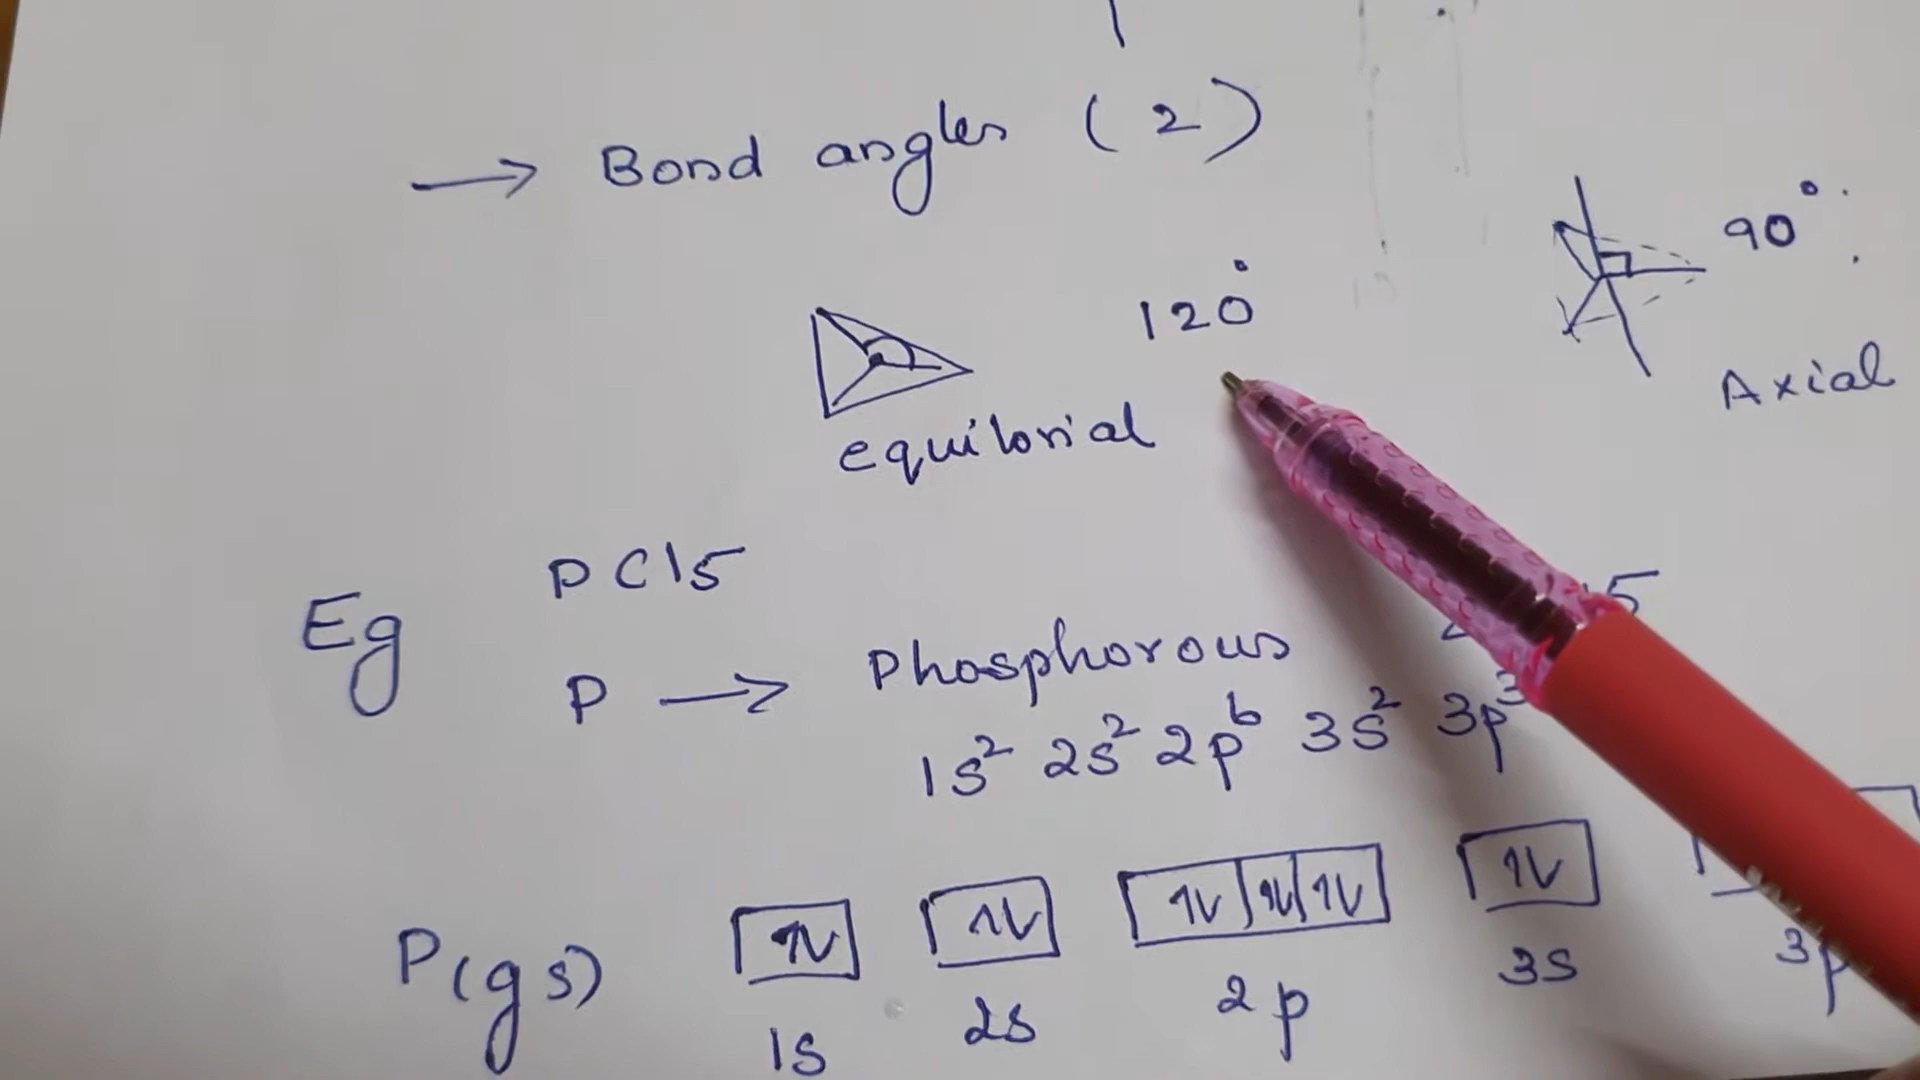 → Bond angles (2)
90°
120°
Axial
equitorial
Eg PCl5
P → Phosphorous
1s² 2s² 2p⁶ 3s² 3p³
P(gs)
1s 2s 2p 3s 3p